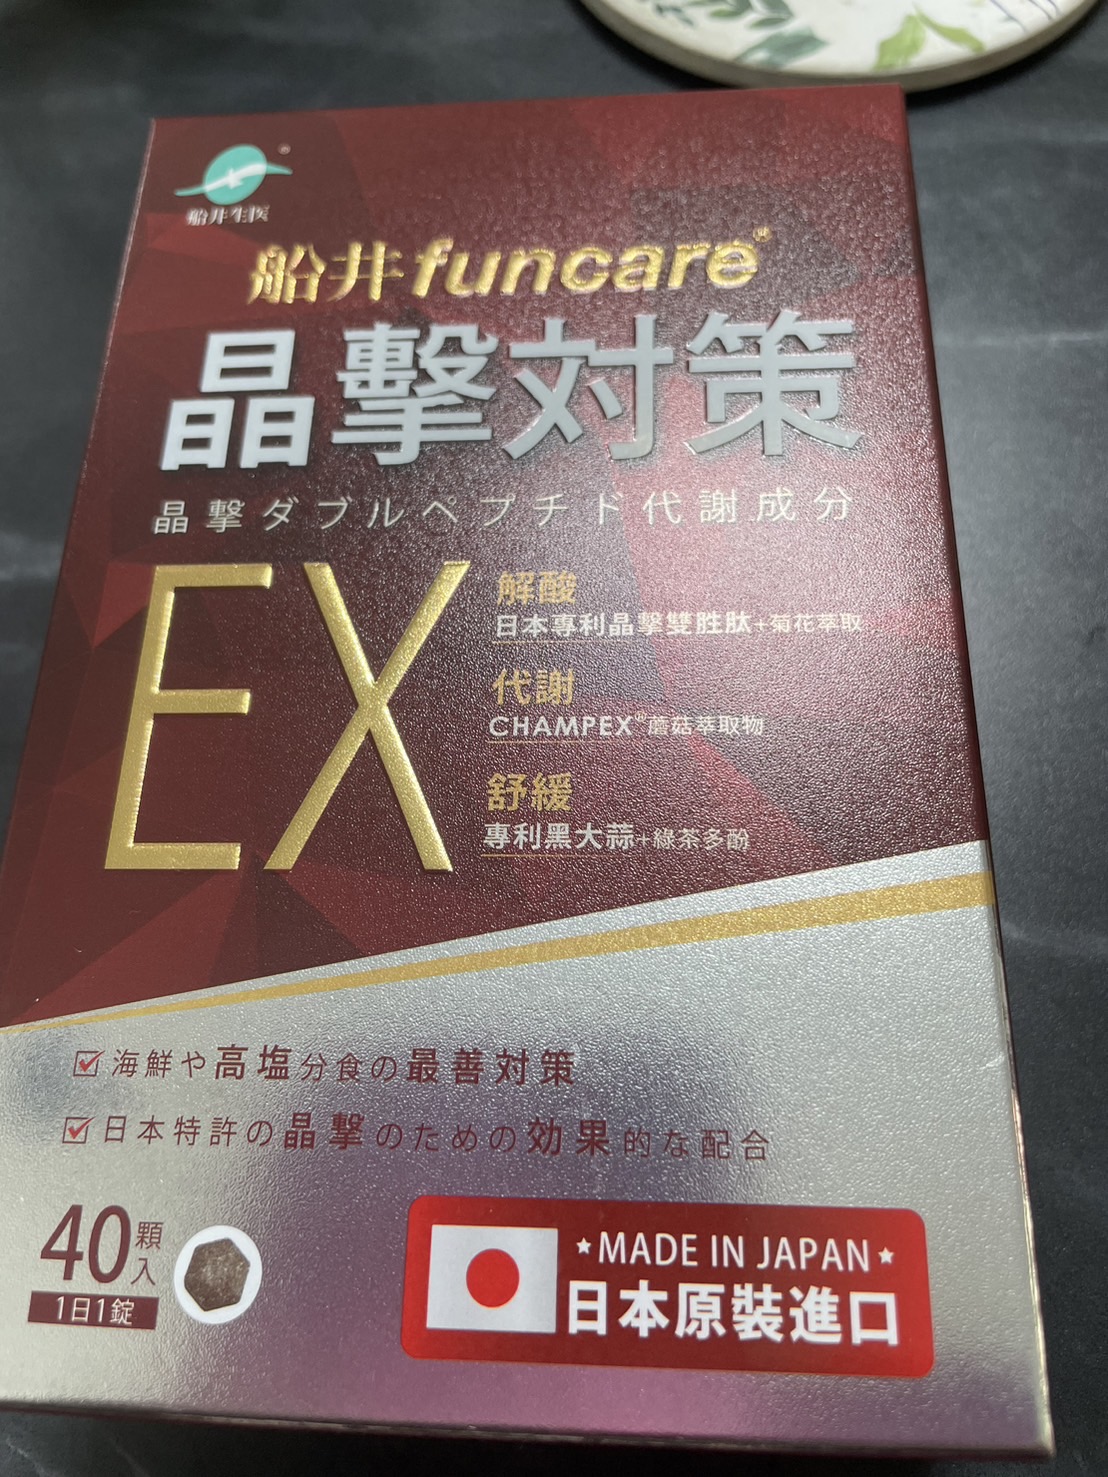 船井生医
船井funcare®
晶擊対策
晶撃ダブルペプチド代謝成分
EX
解酸
日本專利晶擊雙胜肽+菊花萃取
代謝
CHAMPEX®蘑菇萃取物
舒緩
專利黑大蒜+綠茶多酚
海鮮や高塩分食の最善対策
日本特許の晶撃のための効果的な配合
40顆入
1日1錠
★MADE IN JAPAN★
日本原裝進口